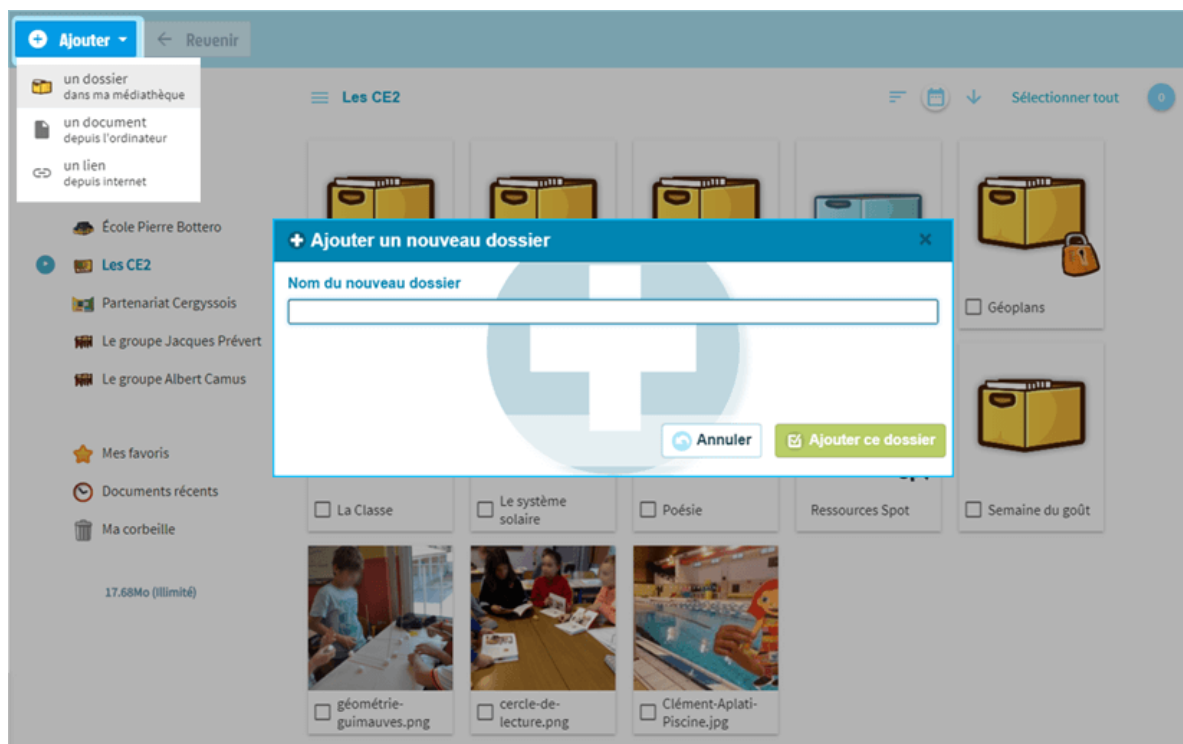 Ajouter
Revenir
un dossier
dans ma médiathèque
un document
depuis l'ordinateur
un lien
depuis internet
Les CE2
Sélectionner tout
0
École Pierre Bottero
Les CE2
Partenariat Cergyssois
Le groupe Jacques Prévert
Le groupe Albert Camus
Mes favoris
Documents récents
Ma corbeille
17.68Mo (Illimité)
Ajouter un nouveau dossier
Nom du nouveau dossier
Annuler
Ajouter ce dossier
Géoplans
La Classe
Le système
solaire
Poésie
Ressources Spot
Semaine du goût
géométrie-
guimauves.png
cercle-de-
lecture.png
Clément-Aplati-
Piscine.jpg